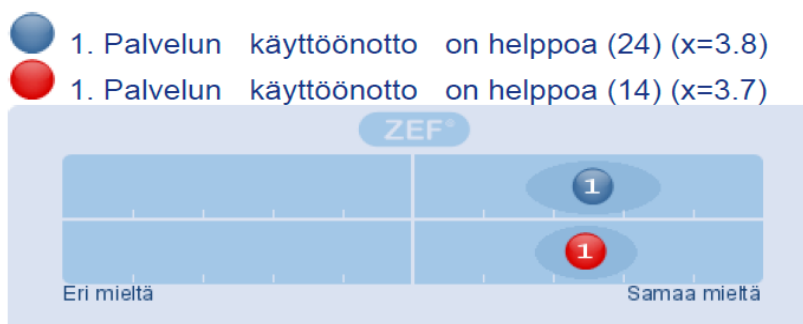 1. Palvelun käyttöönotto on helppoa (24) (x=3.8)
1. Palvelun käyttöönotto on helppoa (14) (x=3.7)
ZEF®
1
1
Eri mieltä Samaa mieltä